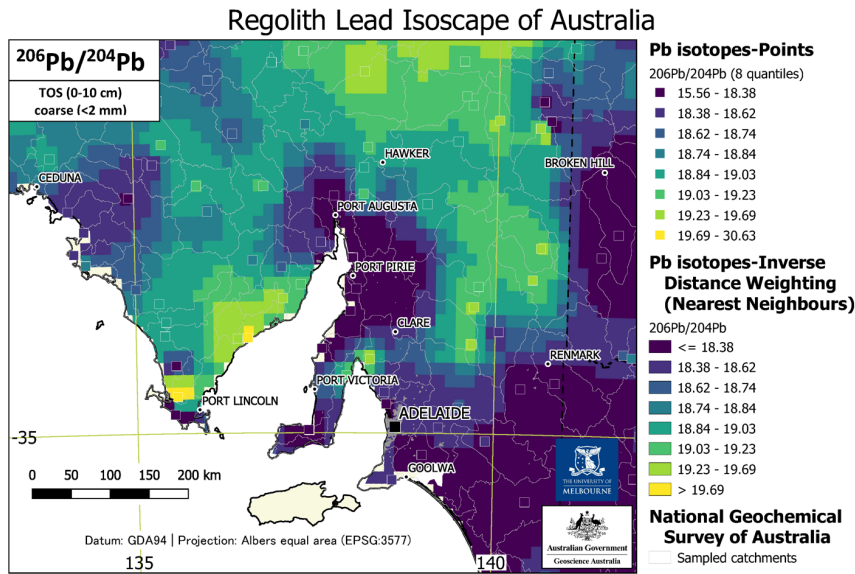 Regolith Lead Isoscape of Australia
206Pb/204Pb
TOS (0-10 cm)
coarse (<2 mm)
CEDUNA
HAWKER
BROKEN HILL
PORT AUGUSTA
PORT PIRIE
CLARE
RENMARK
PORT VICTORIA
PORT LINCOLN
ADELAIDE
-35
GOOLWA
0 50 100 150 200 km
THE UNIVERSITY OF
MELBOURNE
Australian Government
Geoscience Australia
Datum: GDA94 | Projection: Albers equal area (EPSG:3577)
135
140
Pb isotopes-Points
206Pb/204Pb (8 quantiles)
15.56 - 18.38
18.38 - 18.62
18.62 - 18.74
18.74 - 18.84
18.84 - 19.03
19.03 - 19.23
19.23 - 19.69
19.69 - 30.63
Pb isotopes-Inverse
Distance Weighting
(Nearest Neighbours)
206Pb/204Pb
<= 18.38
18.38 - 18.62
18.62 - 18.74
18.74 - 18.84
18.84 - 19.03
19.03 - 19.23
19.23 - 19.69
> 19.69
National Geochemical
Survey of Australia
Sampled catchments